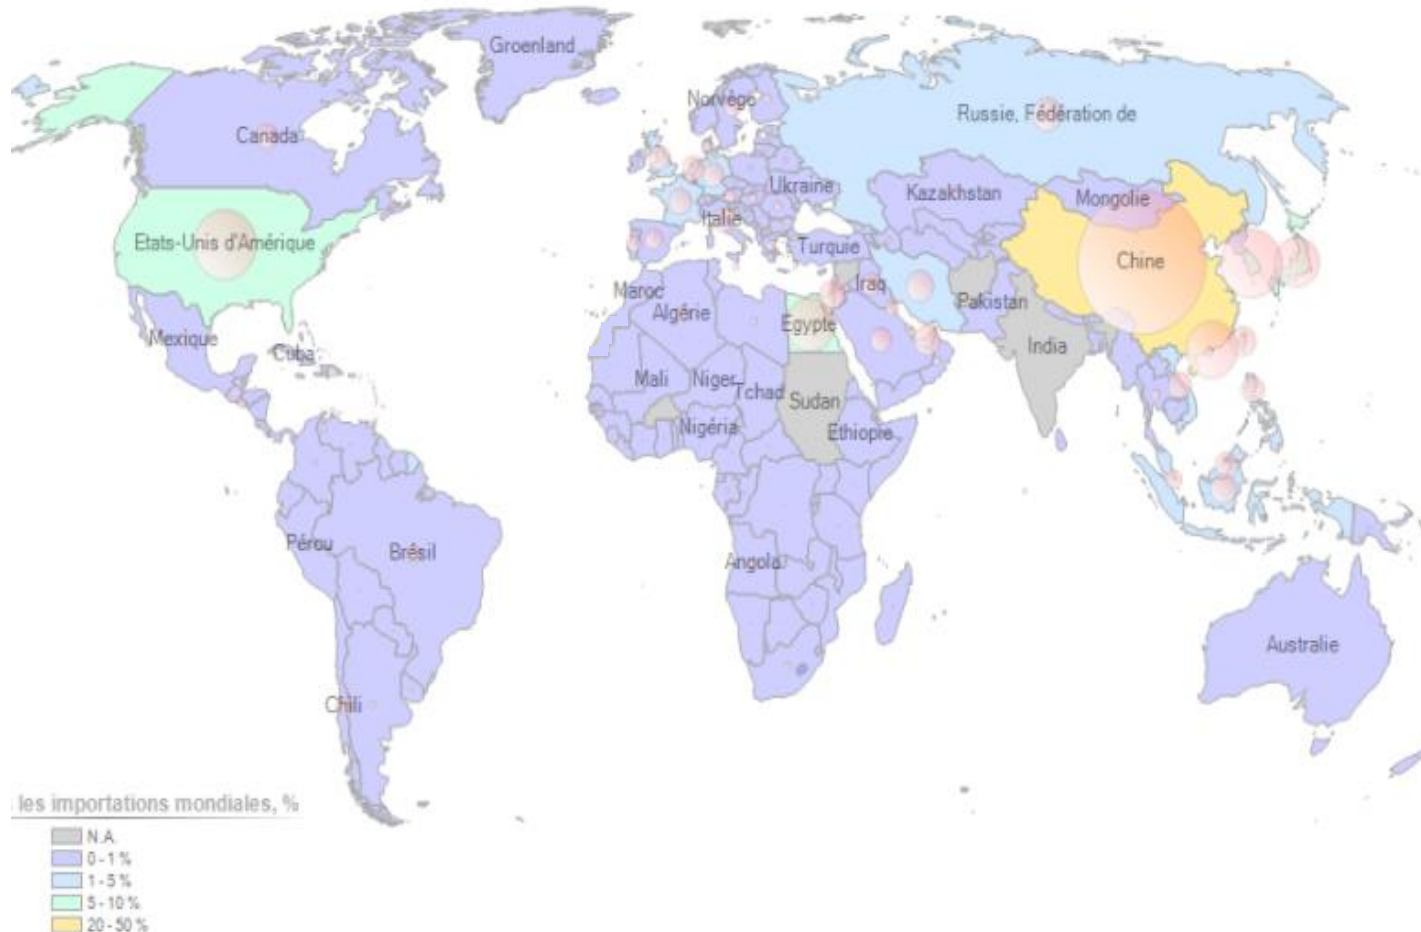 Groenland
Norvège
Russie, Fédération de
Canada
Ukraine
Kazakhstan
Mongolie
Italie
Etats-Unis d'Amérique
Turquie
Chine
Maroc
Iraq
Algérie
Pakistan
Egypte
Mexique
Cuba
India
Mali
Niger
Tchad
Sudan
Nigéria
Ethiopie
Pérou
Brésil
Angola
Australie
Chili
les importations mondiales, %
N.A.
0 - 1 %
1 - 5 %
5 - 10 %
20 - 50 %